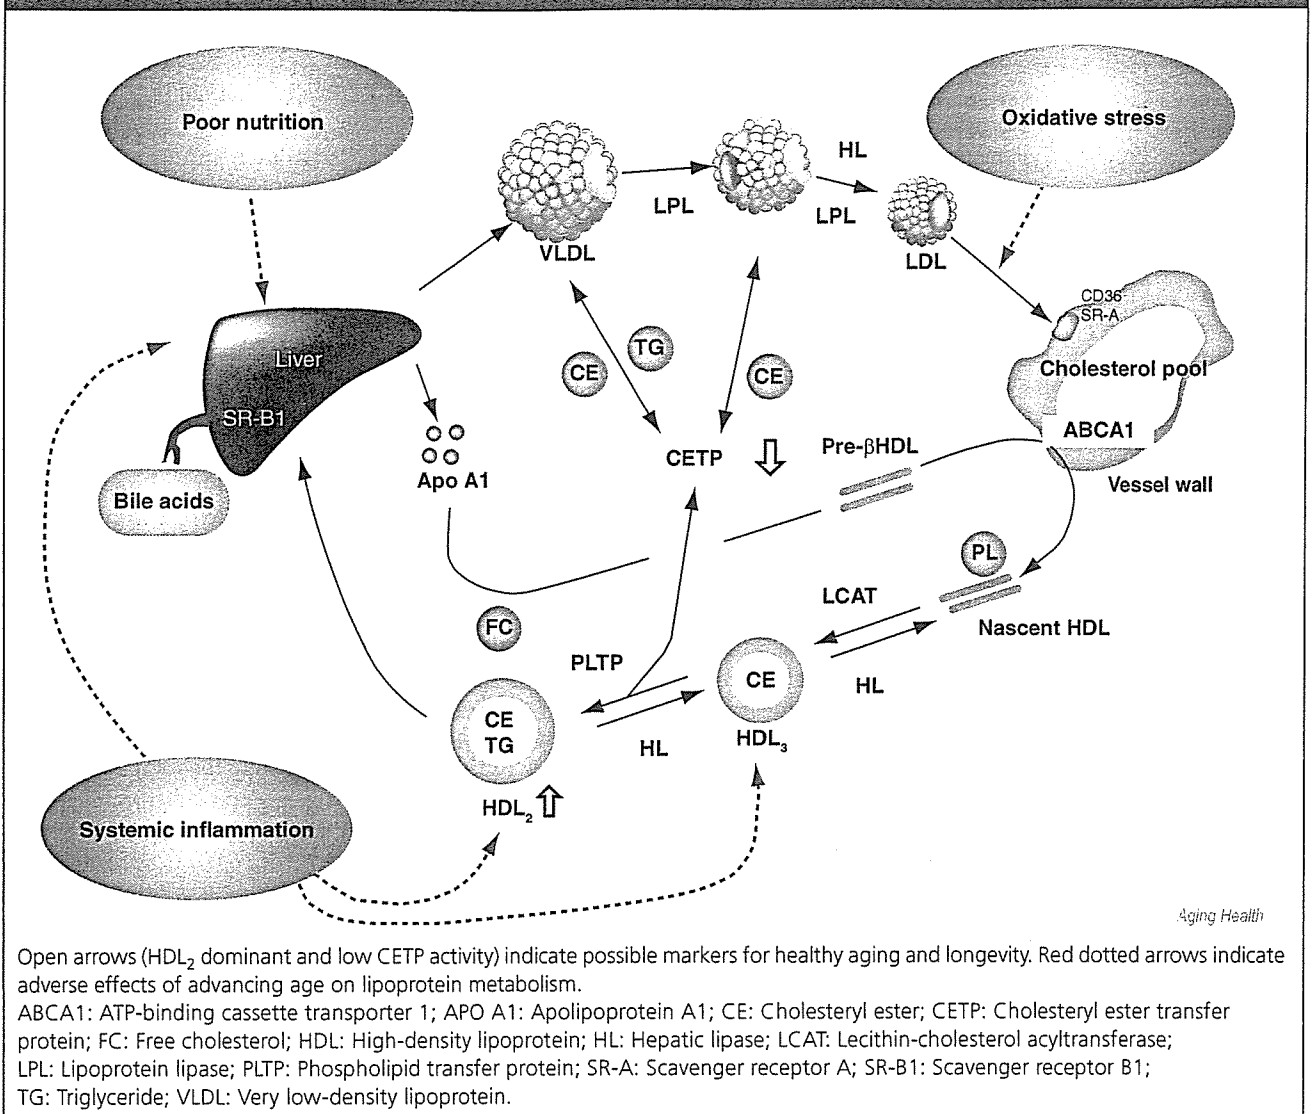 Poor nutrition
Oxidative stress
HL
LPL
LPL
VLDL
LDL
CD36
SR-A
Liver
TG
CE
CE
Cholesterol pool
SR-B1
ABCA1
CETP
Pre-βHDL
Apo A1
Vessel wall
Bile acids
PL
LCAT
FC
Nascent HDL
PLTP
CE
HL
CE
TG
HL
HDL₃
HDL₂
Systemic inflammation
Aging Health
Open arrows (HDL₂ dominant and low CETP activity) indicate possible markers for healthy aging and longevity. Red dotted arrows indicate
adverse effects of advancing age on lipoprotein metabolism.
ABCA1: ATP-binding cassette transporter 1; APO A1: Apolipoprotein A1; CE: Cholesteryl ester; CETP: Cholesteryl ester transfer
protein; FC: Free cholesterol; HDL: High-density lipoprotein; HL: Hepatic lipase; LCAT: Lecithin-cholesterol acyltransferase;
LPL: Lipoprotein lipase; PLTP: Phospholipid transfer protein; SR-A: Scavenger receptor A; SR-B1: Scavenger receptor B1;
TG: Triglyceride; VLDL: Very low-density lipoprotein.